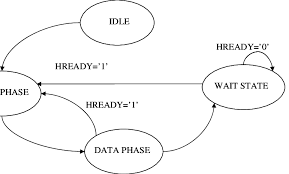 IDLE
HREADY='0'
HREADY='1'
WAIT STATE
PHASE
HREADY='1'
DATA PHASE